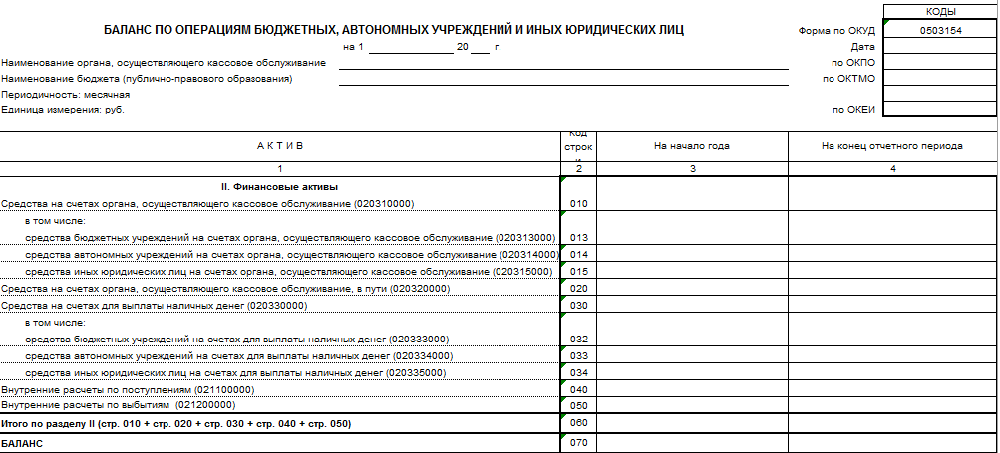 КОДЫ
БАЛАНС ПО ОПЕРАЦИЯМ БЮДЖЕТНЫХ, АВТОНОМНЫХ УЧРЕЖДЕНИЙ И ИНЫХ ЮРИДИЧЕСКИХ ЛИЦ
Форма по ОКУД 0503154
на 1 ____ 20 ___ г. Дата
Наименование органа, осуществляющего кассовое обслуживание по ОКПО
Наименование бюджета (публично-правового образования) по ОКТМО
Периодичность: месячная
Единица измерения: руб. по ОКЕИ
А К Т И В Код строки На начало года На конец отчетного периода
1 2 3 4
II. Финансовые активы
Средства на счетах органа, осуществляющего кассовое обслуживание (020310000) 010
в том числе:
средства бюджетных учреждений на счетах органа, осуществляющего кассовое обслуживание (020313000) 013
средства автономных учреждений на счетах органа, осуществляющего кассовое обслуживание (020314000) 014
средства иных юридических лиц на счетах органа, осуществляющего кассовое обслуживание (020315000) 015
Средства на счетах органа, осуществляющего кассовое обслуживание, в пути (020320000) 020
Средства на счетах для выплаты наличных денег (020330000) 030
в том числе:
средства бюджетных учреждений на счетах для выплаты наличных денег (020333000) 032
средства автономных учреждений на счетах для выплаты наличных денег (020334000) 033
средства иных юридических лиц на счетах для выплаты наличных денег (020335000) 034
Внутренние расчеты по поступлениям (021100000) 040
Внутренние расчеты по выбытиям (021200000) 050
Итого по разделу II (стр. 010 + стр. 020 + стр. 030 + стр. 040 + стр. 050) 060
БАЛАНС 070